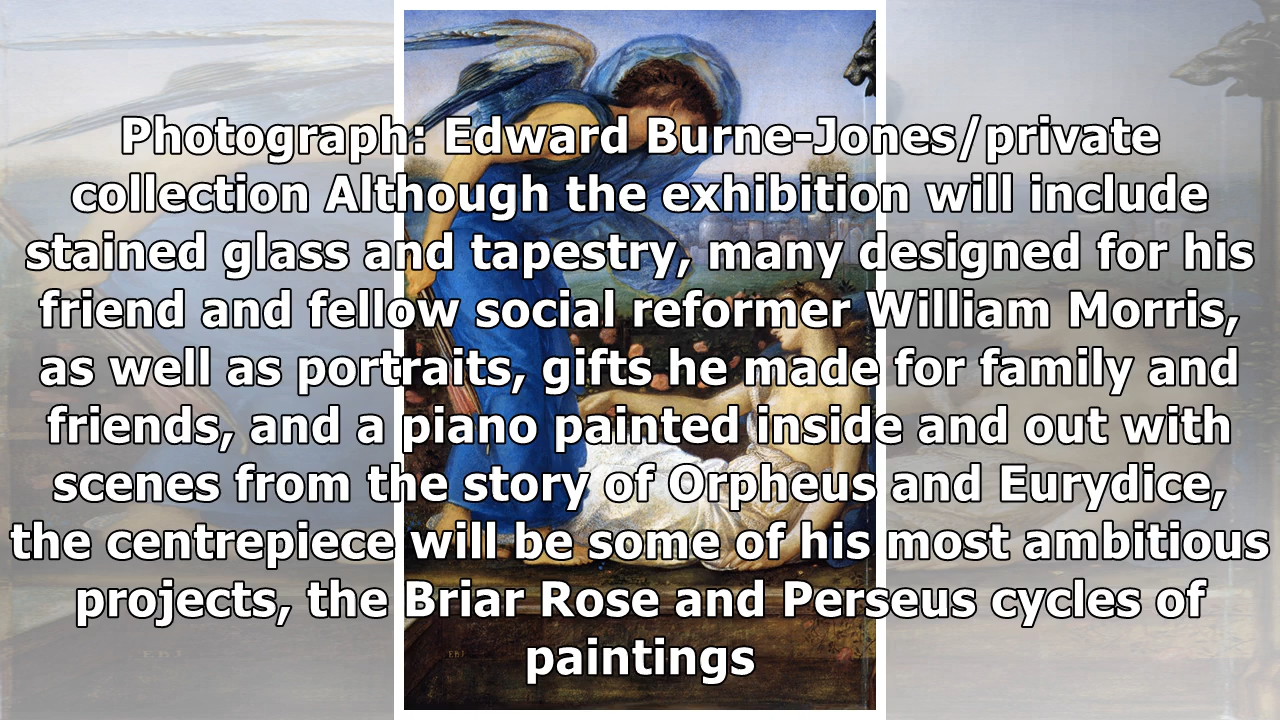 Photograph: Edward Burne-Jones/private
collection Although the exhibition will include
stained glass and tapestry, many designed for his
friend and fellow social reformer William Morris,
as well as portraits, gifts he made for family and
friends, and a piano painted inside and out with
scenes from the story of Orpheus and Eurydice,
the centrepiece will be some of his most ambitious
projects, the Briar Rose and Perseus cycles of
paintings
EBJ